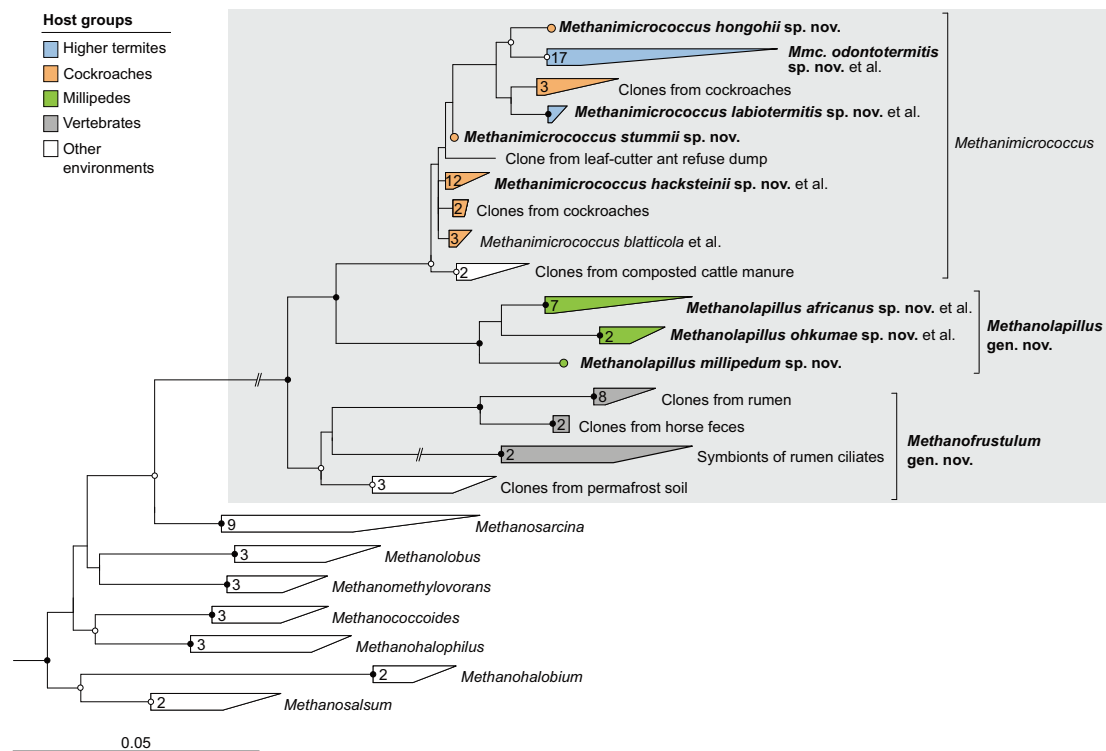 Host groups
Higher termites
Cockroaches
Millipedes
Vertebrates
Other
environments
Methanimicrococcus hongohii sp. nov.
17
Mmc. odontotermitis
sp. nov. et al.
3
Clones from cockroaches
Methanimicrococcus labiotermitis sp. nov. et al.
Methanimicrococcus stummii sp. nov.
Methanimicrococcus
Clone from leaf-cutter ant refuse dump
12
Methanimicrococcus hacksteinii sp. nov. et al.
2
Clones from cockroaches
3
Methanimicrococcus blatticola et al.
2
Clones from composted cattle manure
7
Methanolapillus africanus sp. nov. et al.
2
Methanolapillus ohkumae sp. nov. et al.
Methanolapillus
gen. nov.
Methanolapillus millipedum sp. nov.
8
Clones from rumen
2
Clones from horse feces
Methanofrustulum
gen. nov.
2
Symbionts of rumen ciliates
3
Clones from permafrost soil
9
Methanosarcina
3
Methanolobus
3
Methanomethylovorans
3
Methanococcoides
3
Methanohalophilus
2
Methanohalobium
2
Methanosalsum
0.05